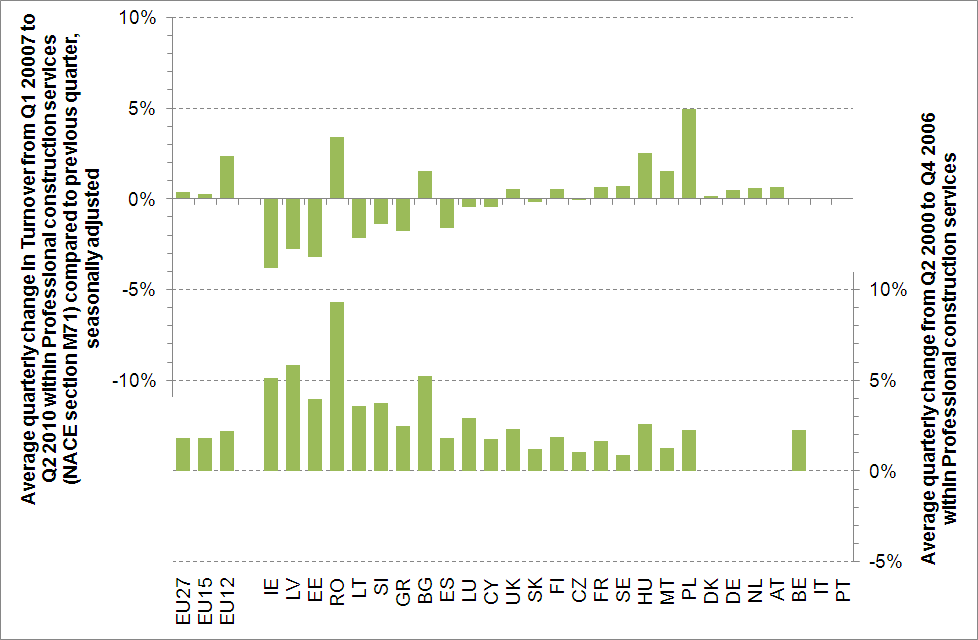 Average quarterly change in Turnover from Q1 20007 to
Q2 2010 within Professional construction services
(NACE section M71) compared to previous quarter,
seasonally adjusted
10%
5%
0%
-5%
-10%
10%
5%
0%
-5%
Average quarterly change from Q2 2000 to Q4 2006
within Professional construction services
EU27
EU15
EU12
IE
LV
EE
RO
LT
SI
GR
BG
ES
LU
CY
UK
SK
FI
CZ
FR
SE
HU
MT
PL
DK
DE
NL
AT
BE
IT
PT